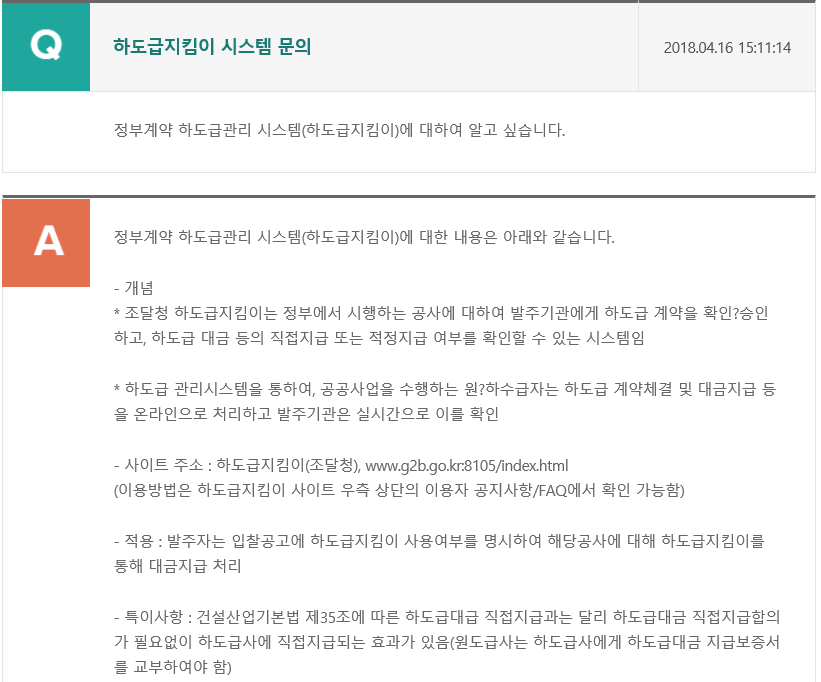 Q
하도급지킴이 시스템 문의
2018.04.16 15:11:14
정부계약 하도급관리 시스템(하도급지킴이)에 대하여 알고 싶습니다.
A
정부계약 하도급관리 시스템(하도급지킴이)에 대한 내용은 아래와 같습니다.
- 개념
* 조달청 하도급지킴이는 정부에서 시행하는 공사에 대하여 발주기관에게 하도급 계약을 확인?승인
하고, 하도급 대금 등의 직접지급 또는 적정지급 여부를 확인할 수 있는 시스템임
* 하도급 관리시스템을 통하여, 공공사업을 수행하는 원?하수급자는 하도급 계약체결 및 대금지급 등
을 온라인으로 처리하고 발주기관은 실시간으로 이를 확인
- 사이트 주소 : 하도급지킴이(조달청), www.g2b.go.kr:8105/index.html
(이용방법은 하도급지킴이 사이트 우측 상단의 이용자 공지사항/FAQ에서 확인 가능함)
- 적용 : 발주자는 입찰공고에 하도급지킴이 사용여부를 명시하여 해당공사에 대해 하도급지킴이를
통해 대금지급 처리
- 특이사항 : 건설산업기본법 제35조에 따른 하도급대급 직접지급과는 달리 하도급대금 직접지급합의
가 필요없이 하도급사에 직접지급되는 효과가 있음(원도급사는 하도급사에게 하도급대금 지급보증서
를 교부하여야 함)